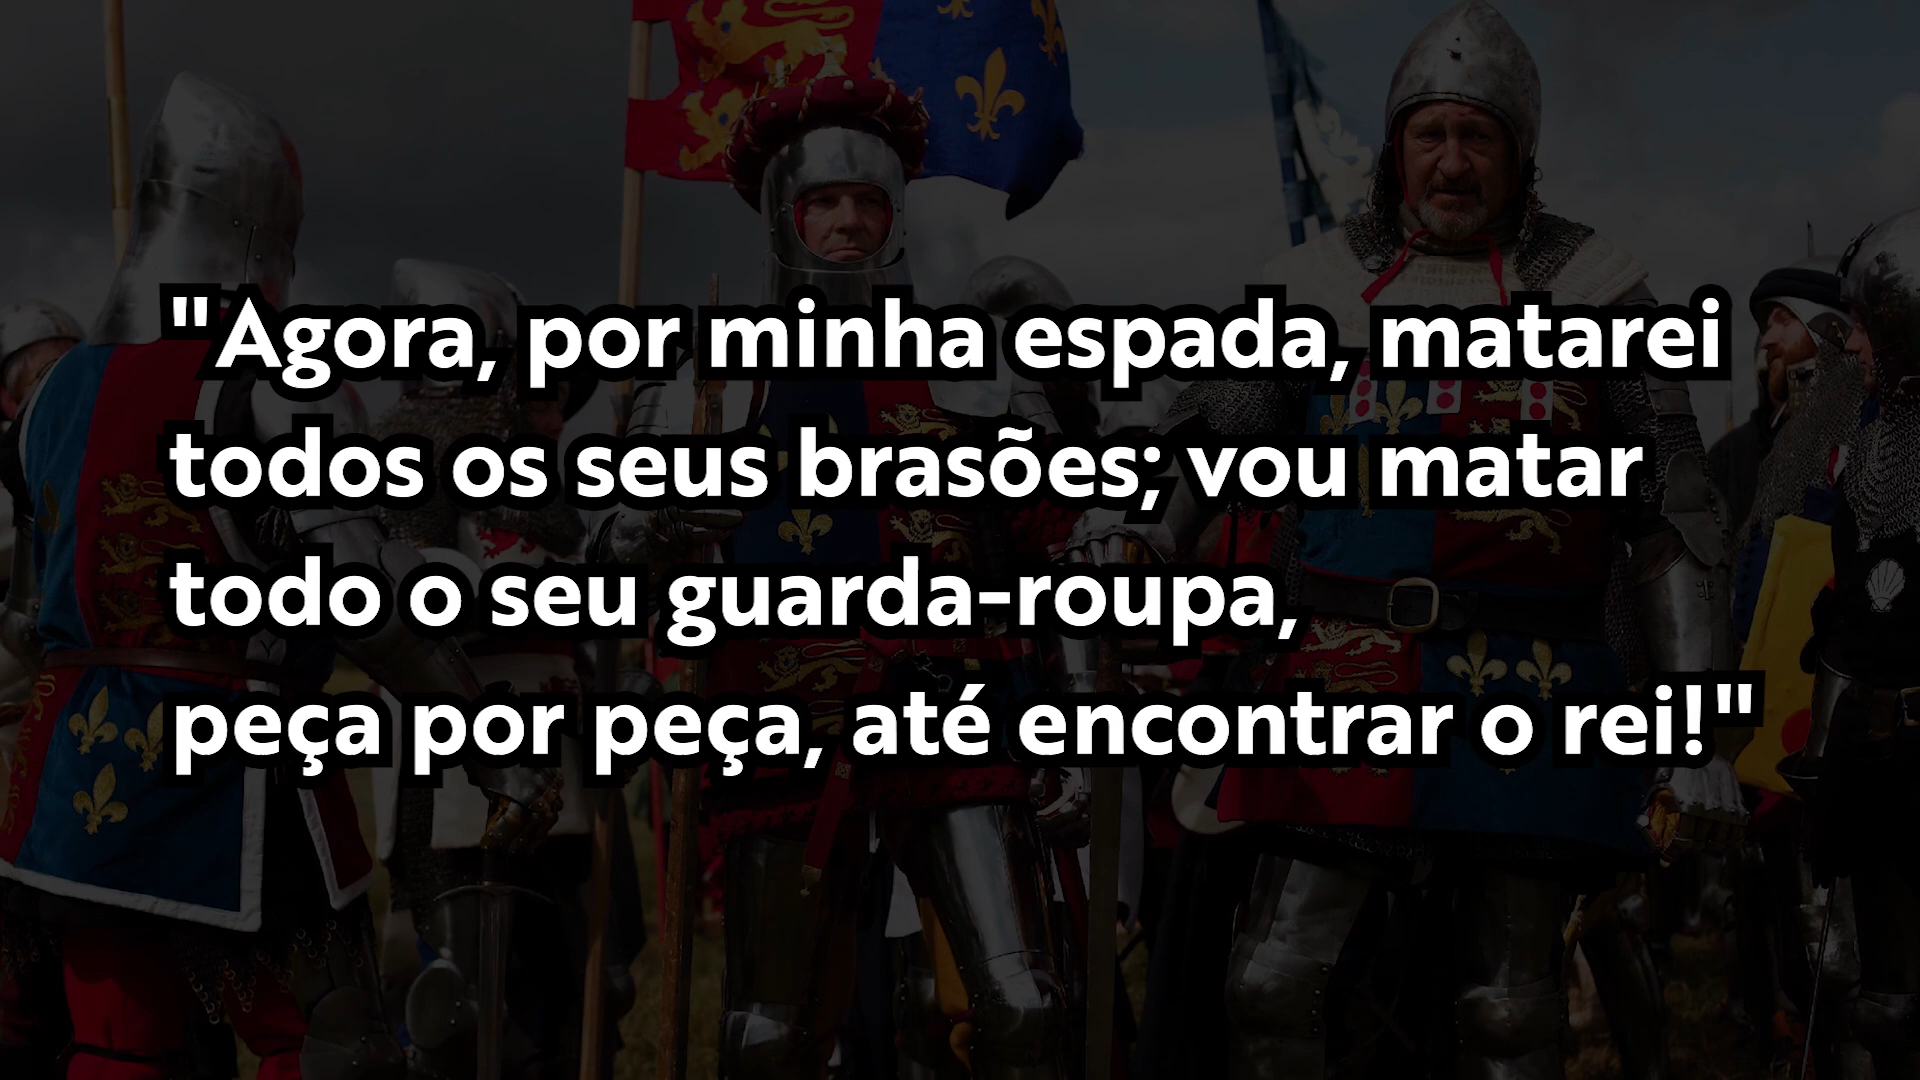 "Agora, por minha espada, matarei
todos os seus brasões; vou matar
todo o seu guarda-roupa,
peça por peça, até encontrar o rei!"